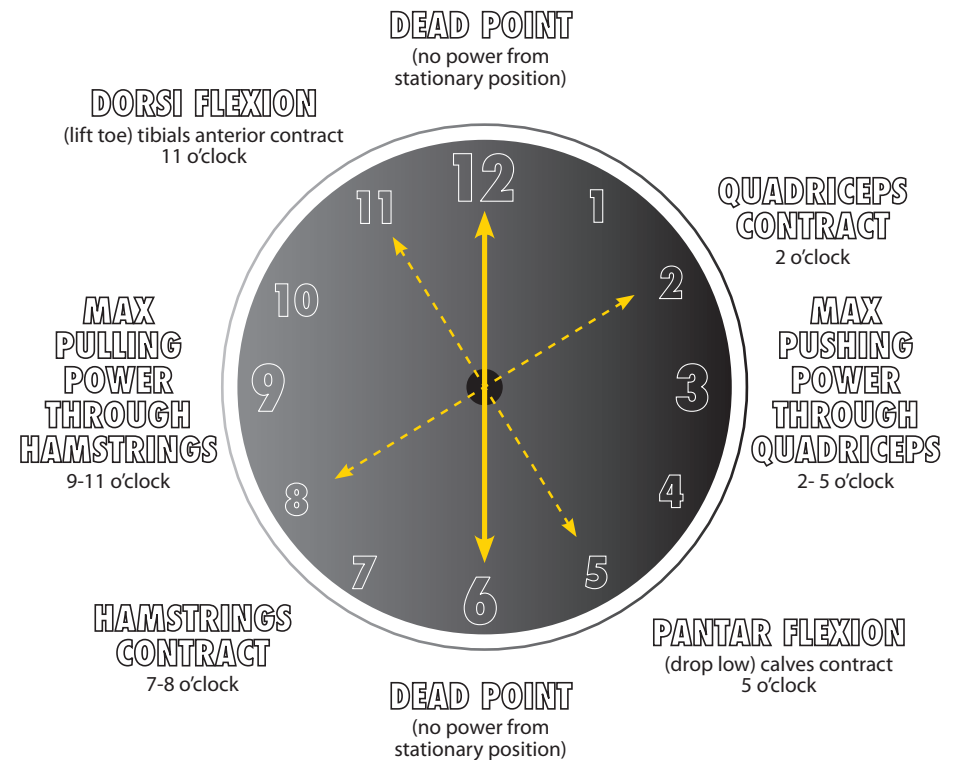 DEAD POINT
(no power from
stationary position)
DORSI FLEXION
(lift toe) tibials anterior contract
11 o'clock
12
11
1
QUADRICEPS
CONTRACT
2 o'clock
2
10
MAX
PULLING
POWER
THROUGH
HAMSTRINGS
9-11 o'clock
9
3
MAX
PUSHING
POWER
THROUGH
QUADRICEPS
2- 5 o'clock
8
4
7
5
6
HAMSTRINGS
CONTRACT
7-8 o'clock
PANTAR FLEXION
(drop low) calves contract
5 o'clock
DEAD POINT
(no power from
stationary position)